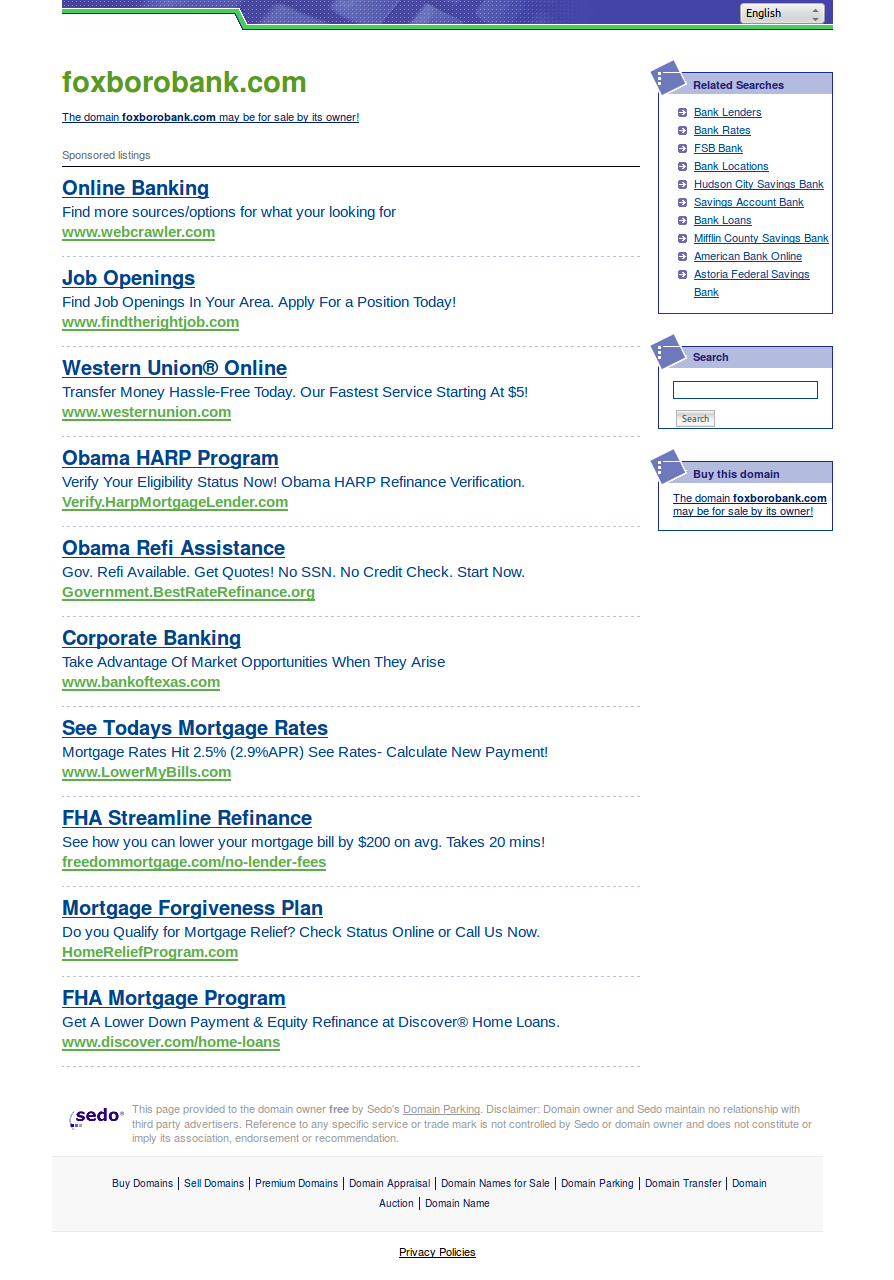 English
foxborobank.com
The domain foxborobank.com may be for sale by its owner!
Sponsored listings
Online Banking
Find more sources/options for what your looking for
www.webcrawler.com
Job Openings
Find Job Openings In Your Area. Apply For a Position Today!
www.findtherightjob.com
Western Union® Online
Transfer Money Hassle-Free Today. Our Fastest Service Starting At $5!
www.westernunion.com
Obama HARP Program
Verify Your Eligibility Status Now! Obama HARP Refinance Verification.
Verify.HarpMortgageLender.com
Obama Refi Assistance
Gov. Refi Available. Get Quotes! No SSN. No Credit Check. Start Now.
Government.BestRateRefinance.org
Corporate Banking
Take Advantage Of Market Opportunities When They Arise
www.bankoftexas.com
See Todays Mortgage Rates
Mortgage Rates Hit 2.5% (2.9%APR) See Rates- Calculate New Payment!
www.LowerMyBills.com
FHA Streamline Refinance
See how you can lower your mortgage bill by $200 on avg. Takes 20 mins!
freedommortgage.com/no-lender-fees
Mortgage Forgiveness Plan
Do you Qualify for Mortgage Relief? Check Status Online or Call Us Now.
HomeReliefProgram.com
FHA Mortgage Program
Get A Lower Down Payment & Equity Refinance at Discover® Home Loans.
www.discover.com/home-loans
Related Searches
Bank Lenders
Bank Rates
FSB Bank
Bank Locations
Hudson City Savings Bank
Savings Account Bank
Bank Loans
Mifflin County Savings Bank
American Bank Online
Astoria Federal Savings
Bank
Search
Search
Buy this domain
The domain foxborobank.com
may be for sale by its owner!
sedo®
This page provided to the domain owner free by Sedo's Domain Parking. Disclaimer: Domain owner and Sedo maintain no relationship with
third party advertisers. Reference to any specific service or trade mark is not controlled by Sedo or domain owner and does not constitute or
imply its association, endorsement or recommendation.
Buy Domains | Sell Domains | Premium Domains | Domain Appraisal | Domain Names for Sale | Domain Parking | Domain Transfer | Domain
Auction | Domain Name
Privacy Policies